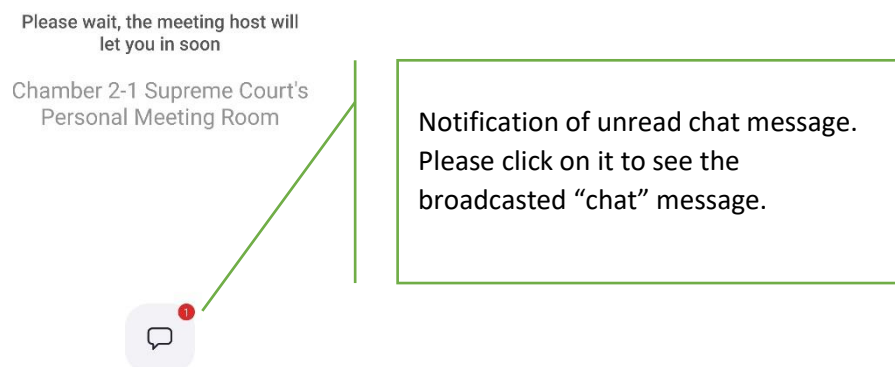 Please wait, the meeting host will
let you in soon
Chamber 2-1 Supreme Court's
Personal Meeting Room
Notification of unread chat message.
Please click on it to see the
broadcasted “chat” message.
1